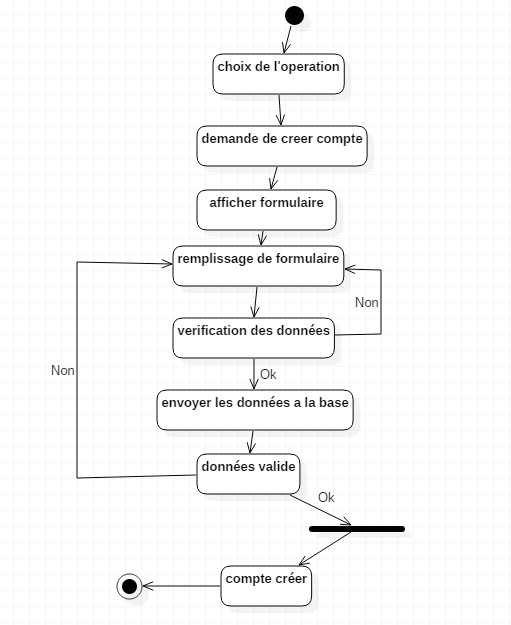 choix de l'operation
demande de creer compte
afficher formulaire
remplissage de formulaire
Non
verification des données
Non
Ok
envoyer les données a la base
données valide
Ok
compte créer